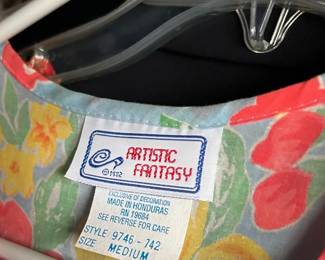 ARTISTIC
FANTASY
©1992
EXCLUSIVE OF DECORATION
MADE IN HONDURAS
RN 19684
SEE REVERSE FOR CARE
STYLE 9746-742
SIZE MEDIUM